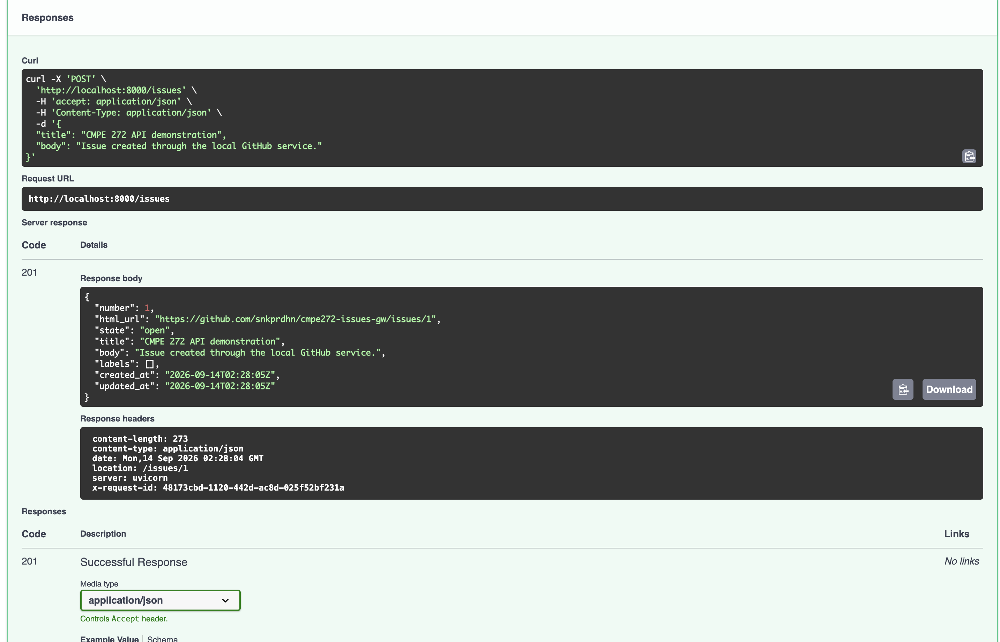 Responses
Curl
curl -X 'POST' \
  'http://localhost:8000/issues' \
  -H 'accept: application/json' \
  -H 'Content-Type: application/json' \
  -d '{
  "title": "CMPE 272 API demonstration",
  "body": "Issue created through the local GitHub service."
}'
Request URL
http://localhost:8000/issues
Server response
Code Details
201
Response body
{
  "number": 1,
  "html_url": "https://github.com/snkprdhn/cmpe272-issues-gw/issues/1",
  "state": "open",
  "title": "CMPE 272 API demonstration",
  "body": "Issue created through the local GitHub service.",
  "labels": [],
  "created_at": "2026-09-14T02:28:05Z",
  "updated_at": "2026-09-14T02:28:05Z"
}
Download
Response headers
content-length: 273
content-type: application/json
date: Mon,14 Sep 2026 02:28:04 GMT
location: /issues/1
server: uvicorn
x-request-id: 48173cbd-1120-442d-ac8d-025f52bf231a
Responses
Code Description Links
201 Successful Response No links
Media type
application/json
Controls Accept header.
Example Value Schema